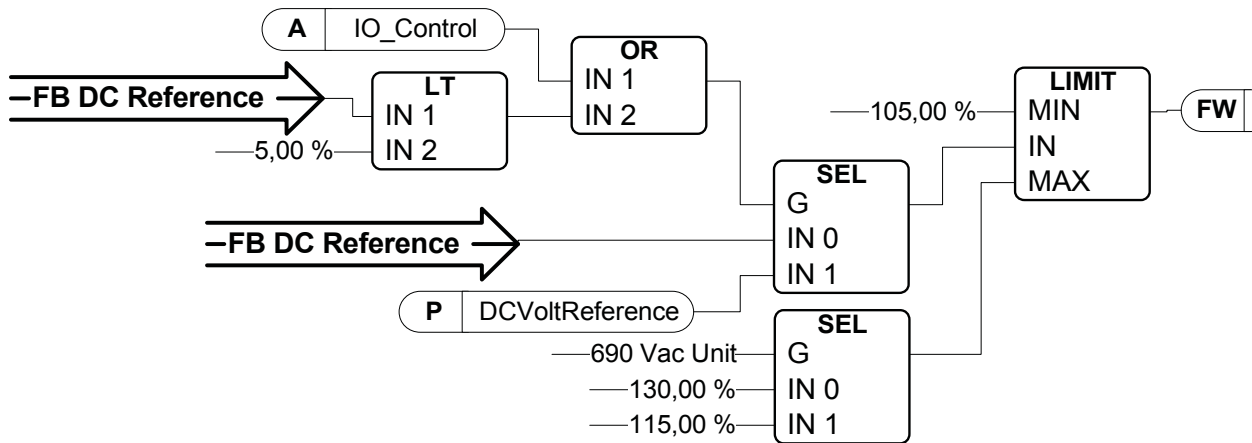 A IO_Control
OR
IN 1
IN 2
FB DC Reference
LT
IN 1
IN 2
5,00 %
LIMIT
MIN
IN
MAX
105,00 %
FW
SEL
G
IN 0
IN 1
FB DC Reference
P DCVoltReference
SEL
G
IN 0
IN 1
690 Vac Unit
130,00 %
115,00 %